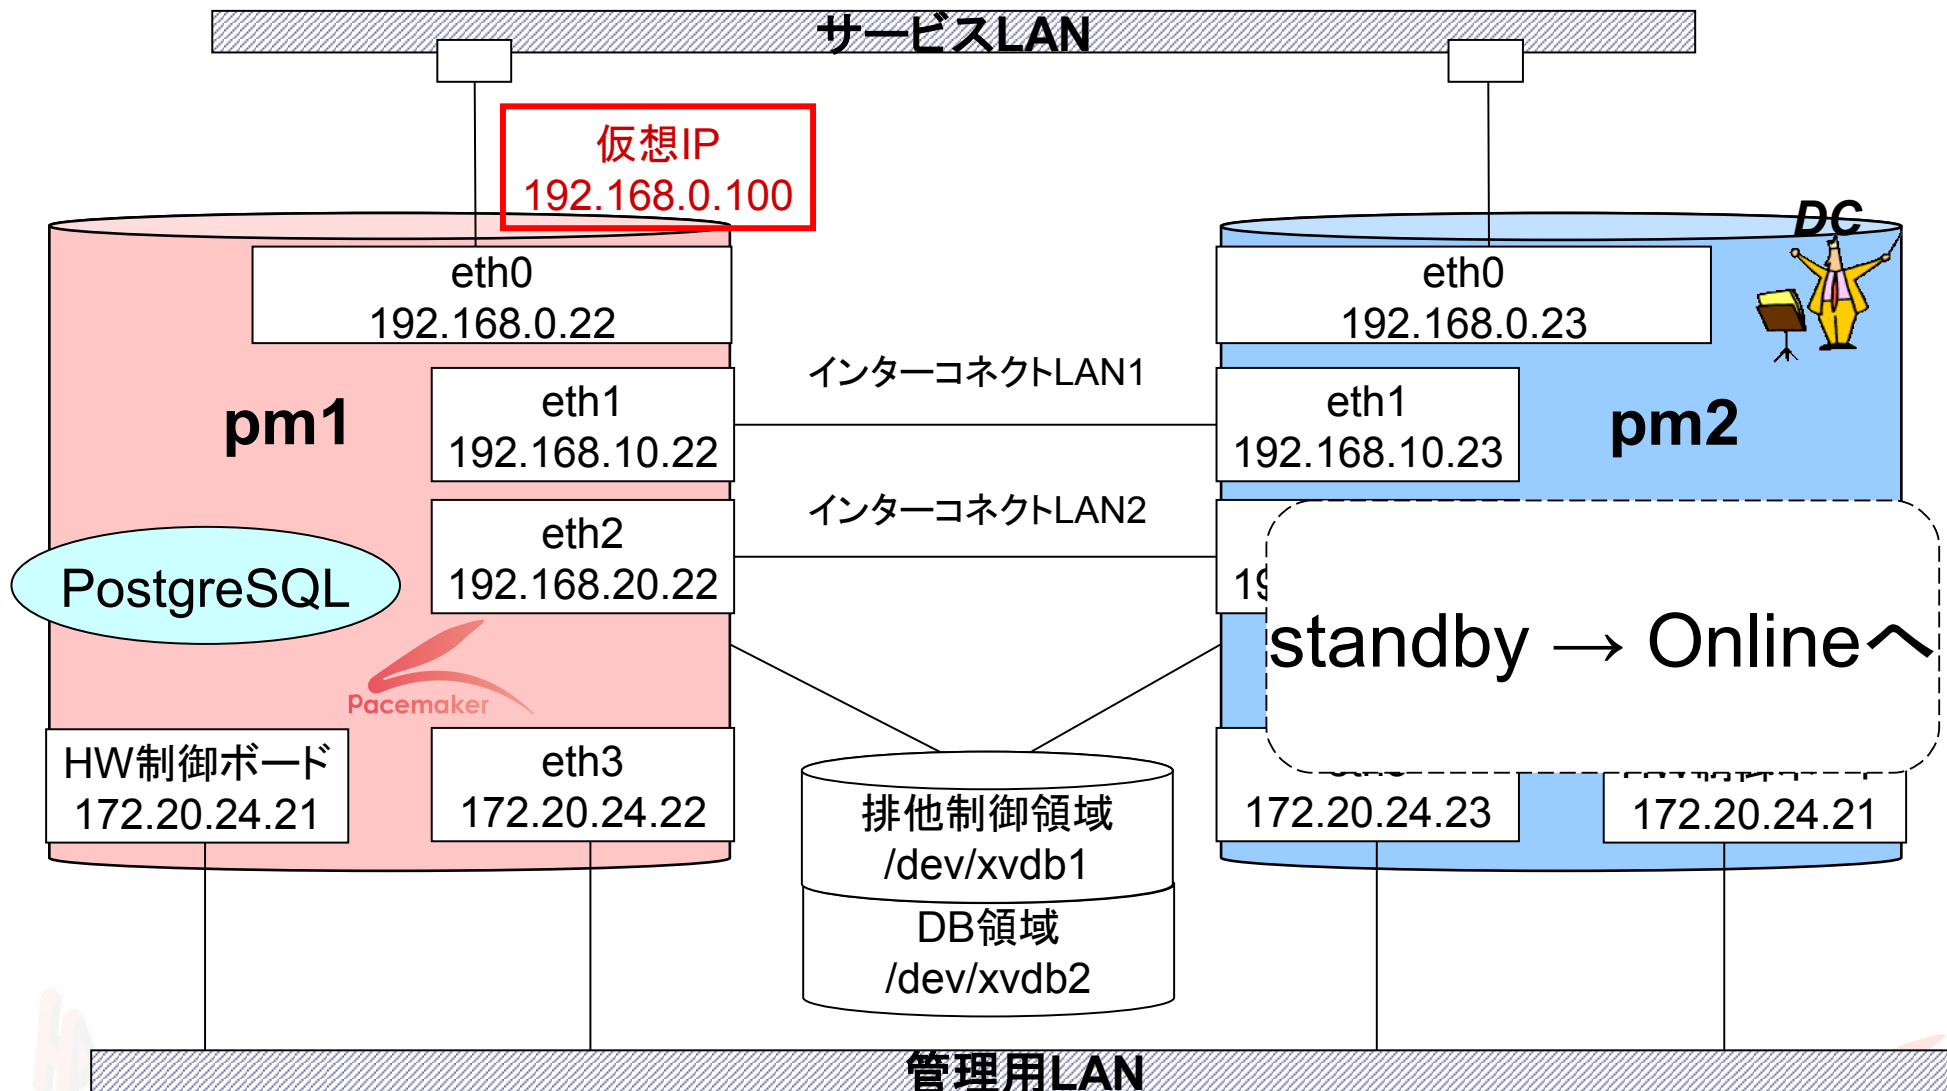 サービスLAN
仮想IP
192.168.0.100
DC
eth0
192.168.0.22
eth0
192.168.0.23
インターコネクトLAN1
pm1
eth1
192.168.10.22
eth1
192.168.10.23
pm2
インターコネクトLAN2
eth2
192.168.20.22
19
PostgreSQL
standby → Onlineへ
Pacemaker
HW制御ボード
172.20.24.21
eth3
172.20.24.22
排他制御領域
/dev/xvdb1
DB領域
/dev/xvdb2
172.20.24.23
172.20.24.21
管理用LAN